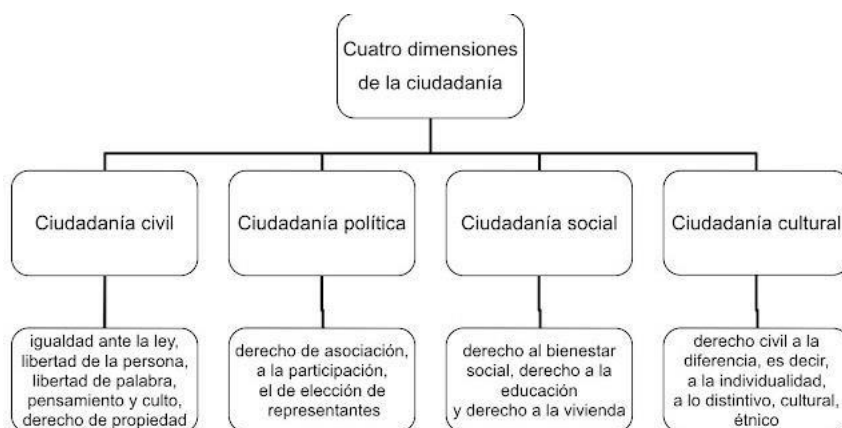 Cuatro dimensiones
de la ciudadanía
Ciudadanía civil
Ciudadanía política
Ciudadanía social
Ciudadanía cultural
igualdad ante la ley,
libertad de la persona,
libertad de palabra,
pensamiento y culto,
derecho de propiedad
derecho de asociación,
a la participación,
el de elección de
representantes
derecho al bienestar
social, derecho a la
educación
y derecho a la vivienda
derecho civil a la
diferencia, es decir,
a la individualidad,
a lo distintivo, cultural,
étnico